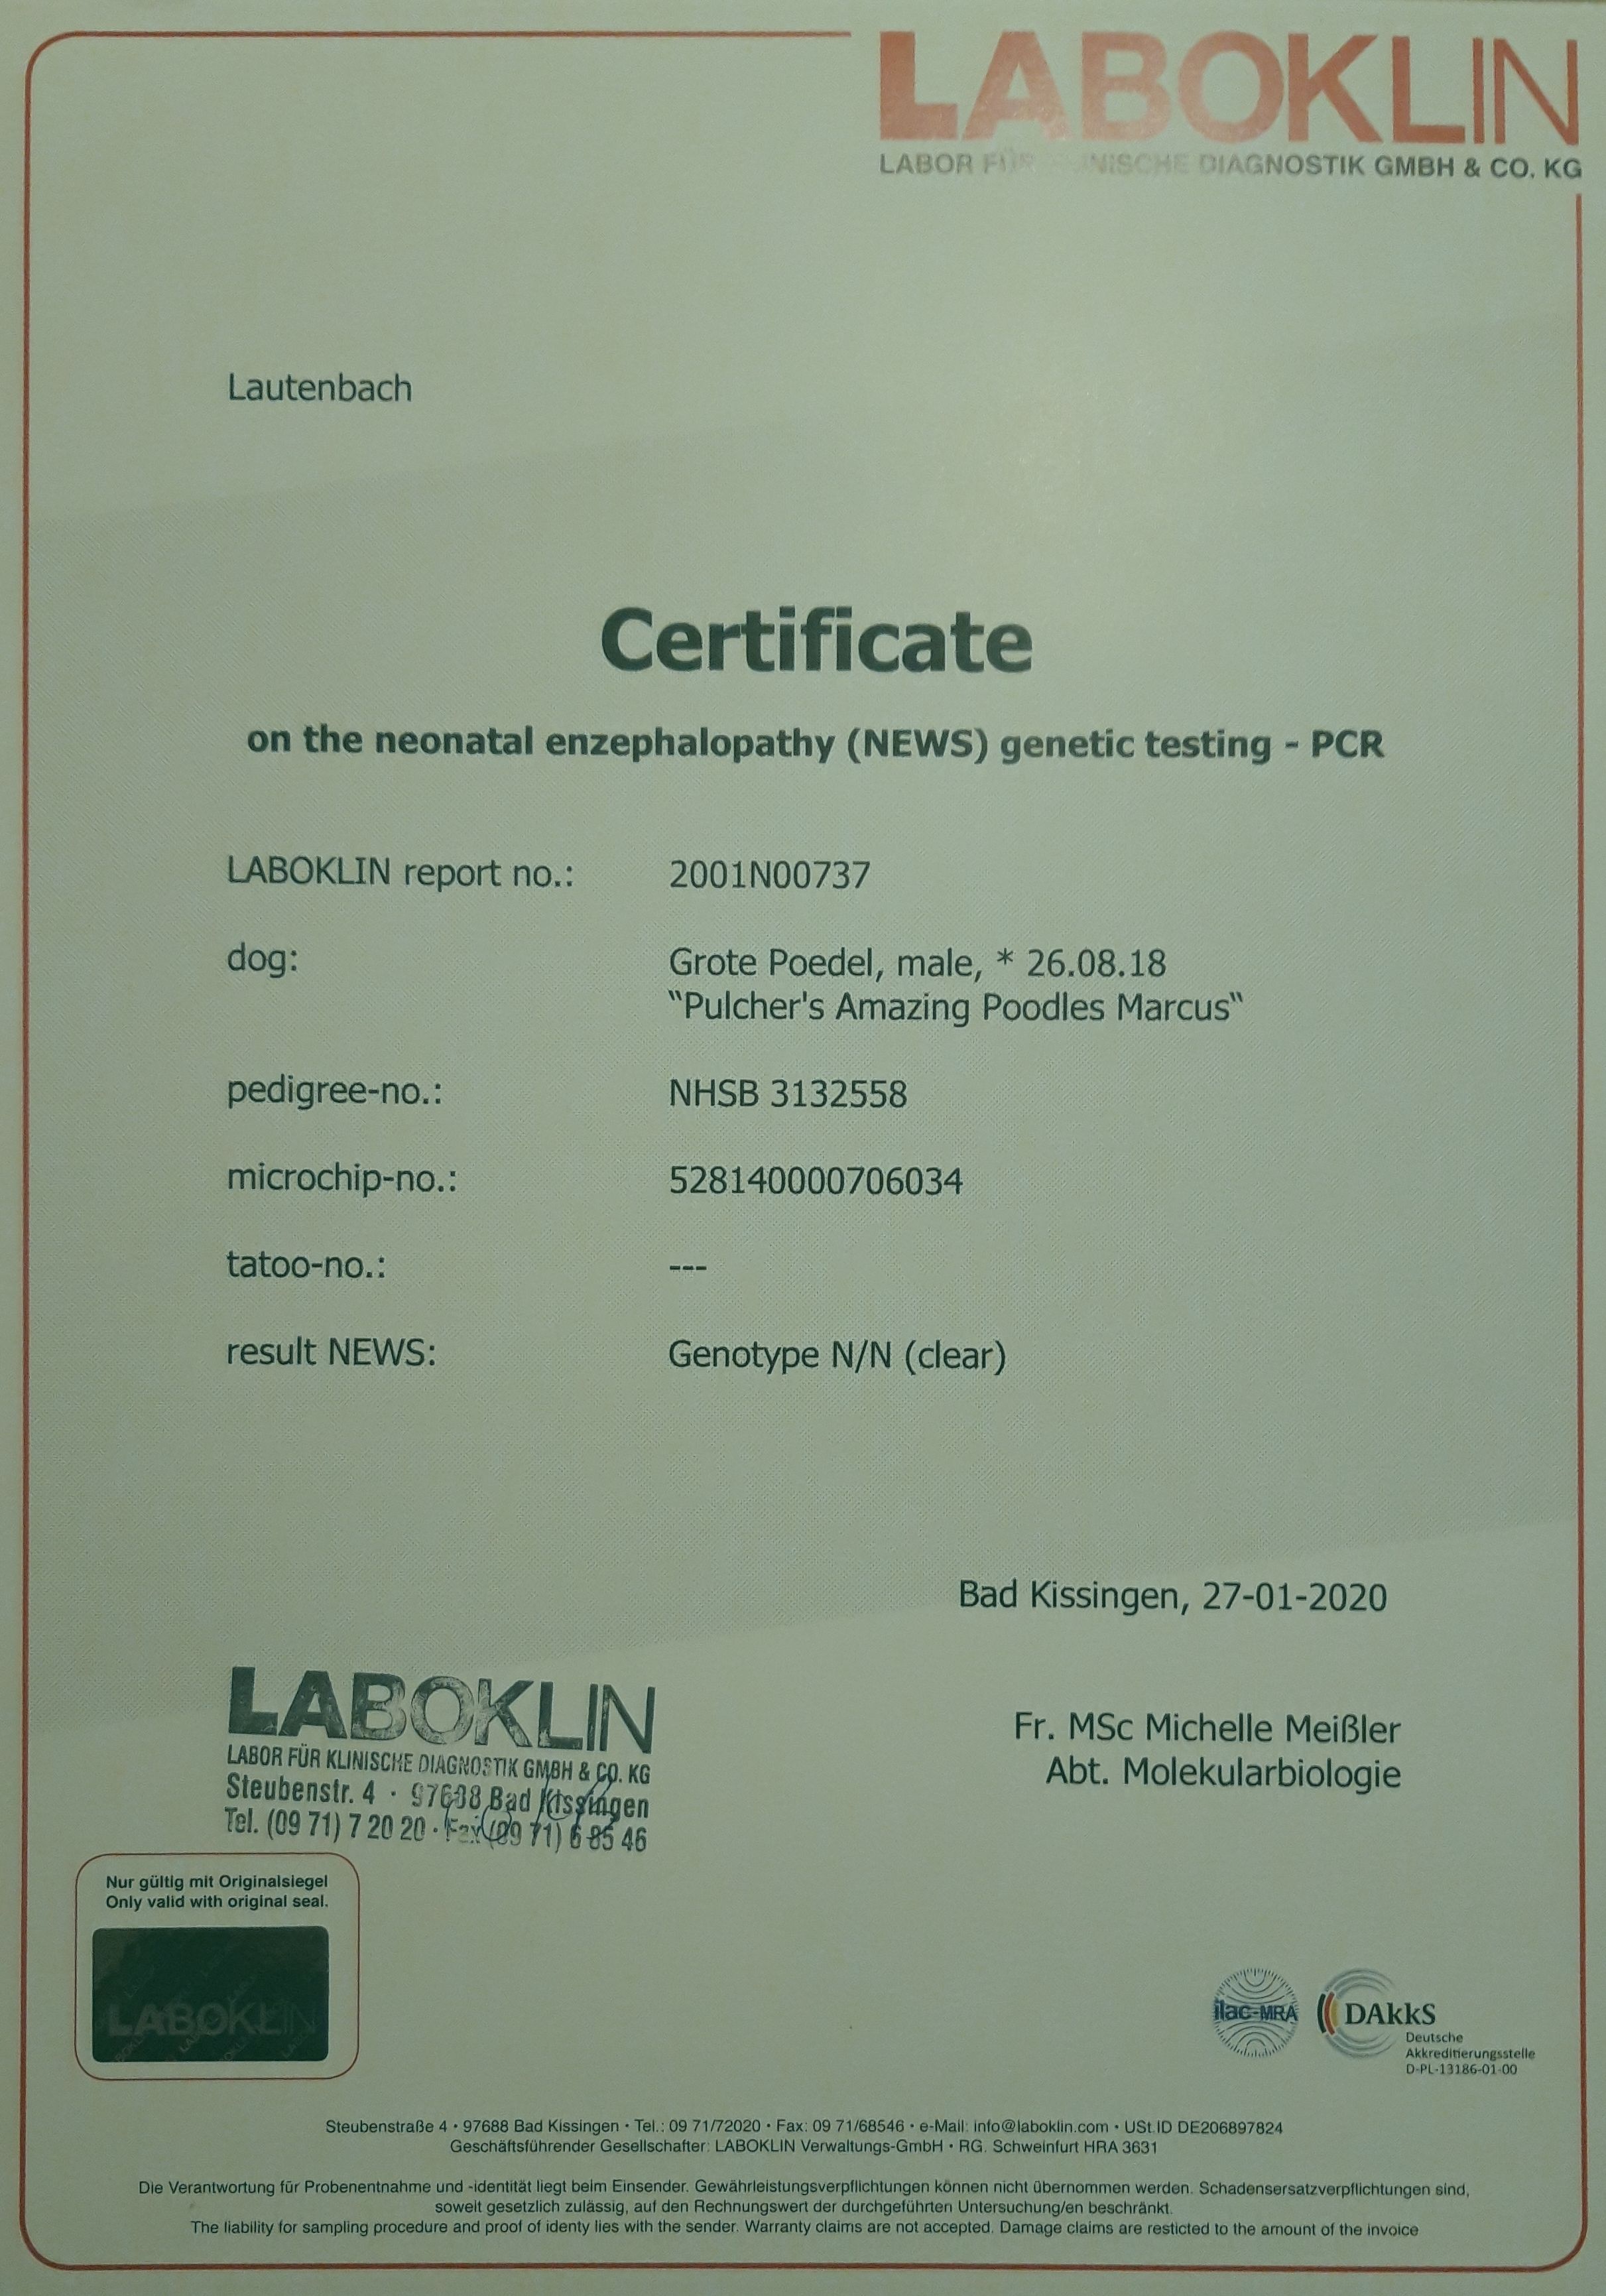 LABOKLIN
LABOR FÜR KLINISCHE DIAGNOSTIK GMBH & CO. KG
Lautenbach
Certificate
on the neonatal enzephalopathy (NEWS) genetic testing - PCR
LABOKLIN report no.: 2001N00737
dog: Grote Poedel, male, * 26.08.18
"Pulcher's Amazing Poodles Marcus"
pedigree-no.: NHSB 3132558
microchip-no.: 528140000706034
tatoo-no.: ---
result NEWS: Genotype N/N (clear)
Bad Kissingen, 27-01-2020
LABOKLIN
LABOR FÜR KLINISCHE DIAGNOSTIK GMBH & CO. KG
Steubenstr. 4 · 97688 Bad Kissingen
Tel. (09 71) 7 20 20 · Fax (09 71) 6 85 46
Fr. MSc Michelle Meißler
Abt. Molekularbiologie
Nur gültig mit Originalsiegel
Only valid with original seal.
LABOKLIN
ilac-MRA
DAkkS
Deutsche
Akkreditierungsstelle
D-PL-13186-01-00
Steubenstraße 4 • 97688 Bad Kissingen • Tel.: 09 71/72020 • Fax: 09 71/68546 • e-Mail: info@laboklin.com • USt.ID DE206897824
Geschäftsführender Gesellschafter: LABOKLIN Verwaltungs-GmbH • RG. Schweinfurt HRA 3631
Die Verantwortung für Probenentnahme und -identität liegt beim Einsender. Gewährleistungsverpflichtungen können nicht übernommen werden. Schadensersatzverpflichtungen sind,
soweit gesetzlich zulässig, auf den Rechnungswert der durchgeführten Untersuchung/en beschränkt.
The liability for sampling procedure and proof of identy lies with the sender. Warranty claims are not accepted. Damage claims are resticted to the amount of the invoice